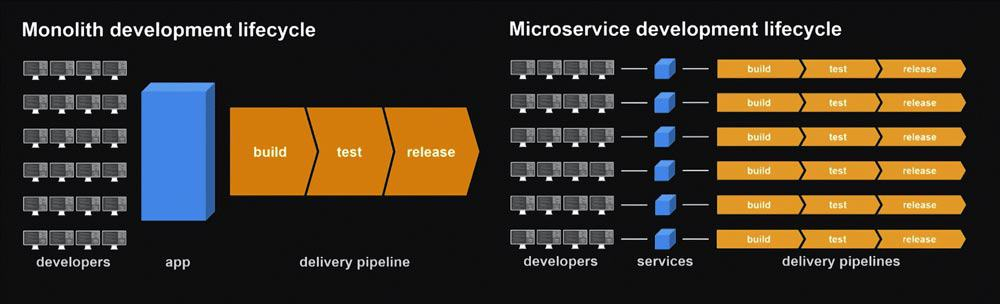 Monolith development lifecycle
build test release
developers app delivery pipeline
Microservice development lifecycle
build test release
build test release
build test release
build test release
build test release
build test release
developers services delivery pipelines